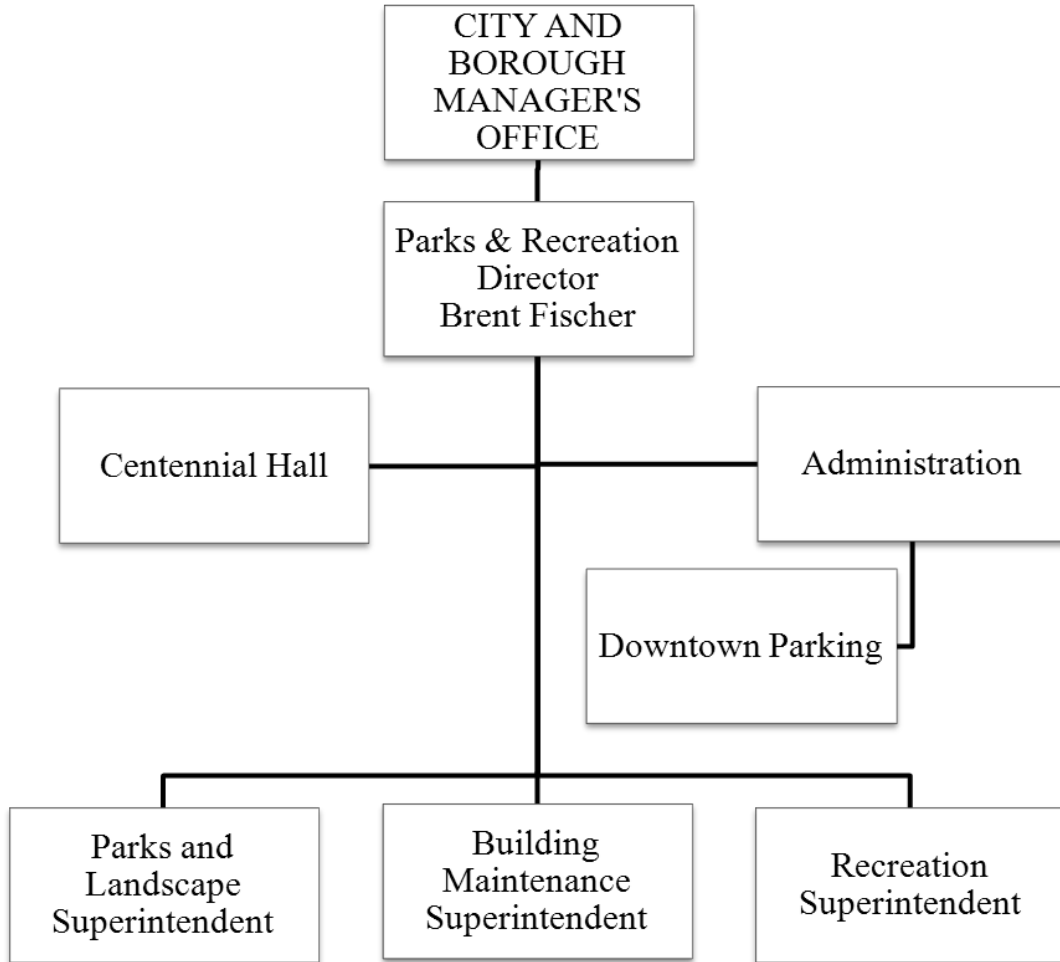 CITY AND
BOROUGH
MANAGER'S
OFFICE
Parks & Recreation
Director
Brent Fischer
Centennial Hall
Administration
Downtown Parking
Parks and
Landscape
Superintendent
Building
Maintenance
Superintendent
Recreation
Superintendent